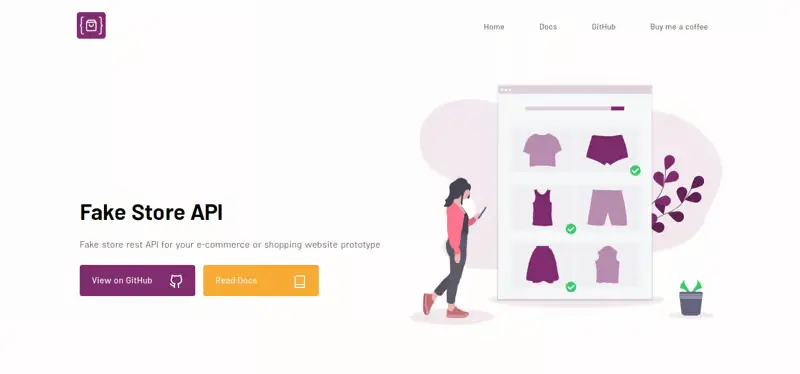 Home
Docs
GitHub
Buy me a coffee
Fake Store API
Fake store rest API for your e-commerce or shopping website prototype
View on GitHub
Read Docs